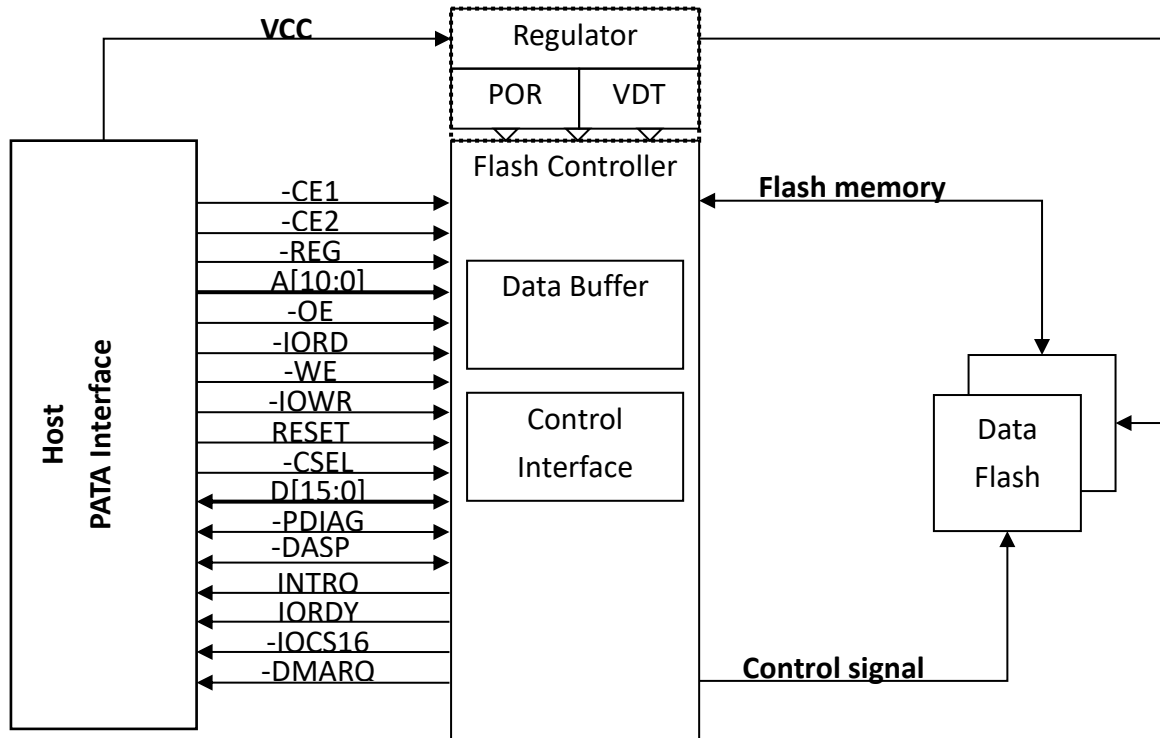 VCC
Regulator
POR
VDT
Flash Controller
Flash memory
-CE1
-CE2
-REG
A[10:0]
-OE
-IORD
-WE
-IOWR
RESET
-CSEL
D[15:0]
-PDIAG
-DASP
INTRQ
IORDY
-IOCS16
-DMARQ
Host
PATA Interface
Data Buffer
Control
Interface
Data
Flash
Control signal